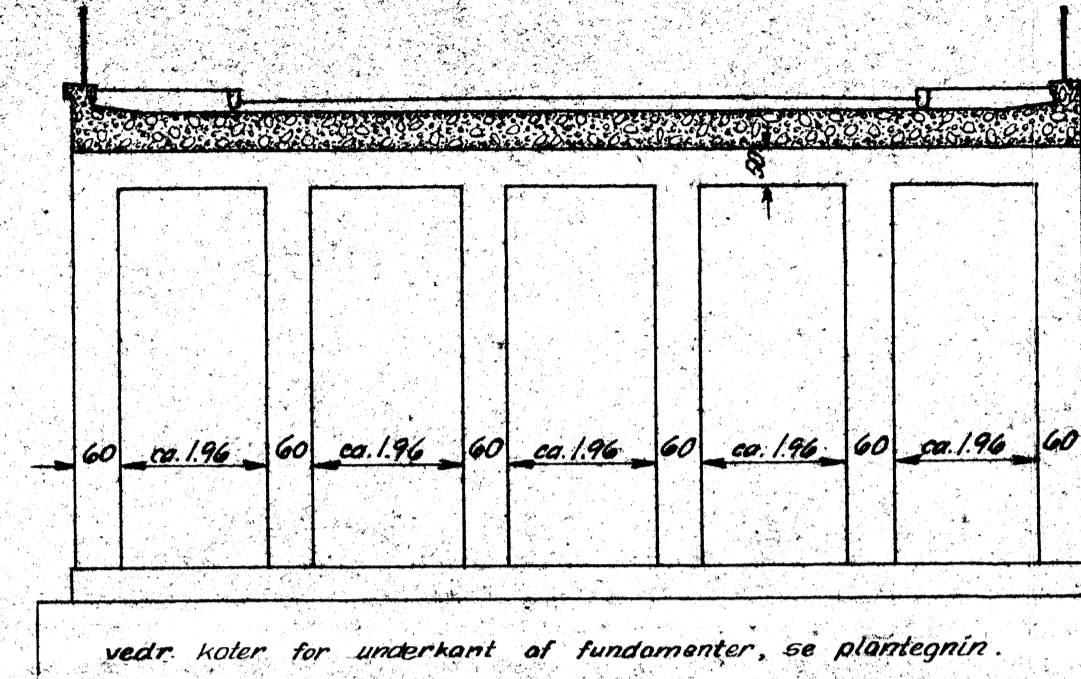 50
60 ca. 1.96 60 ca. 1.96 60 ca. 1.96 60 ca. 1.96 60 ca. 1.96 60
vedr. koter for underkant af fundamenter, se plantegnin.